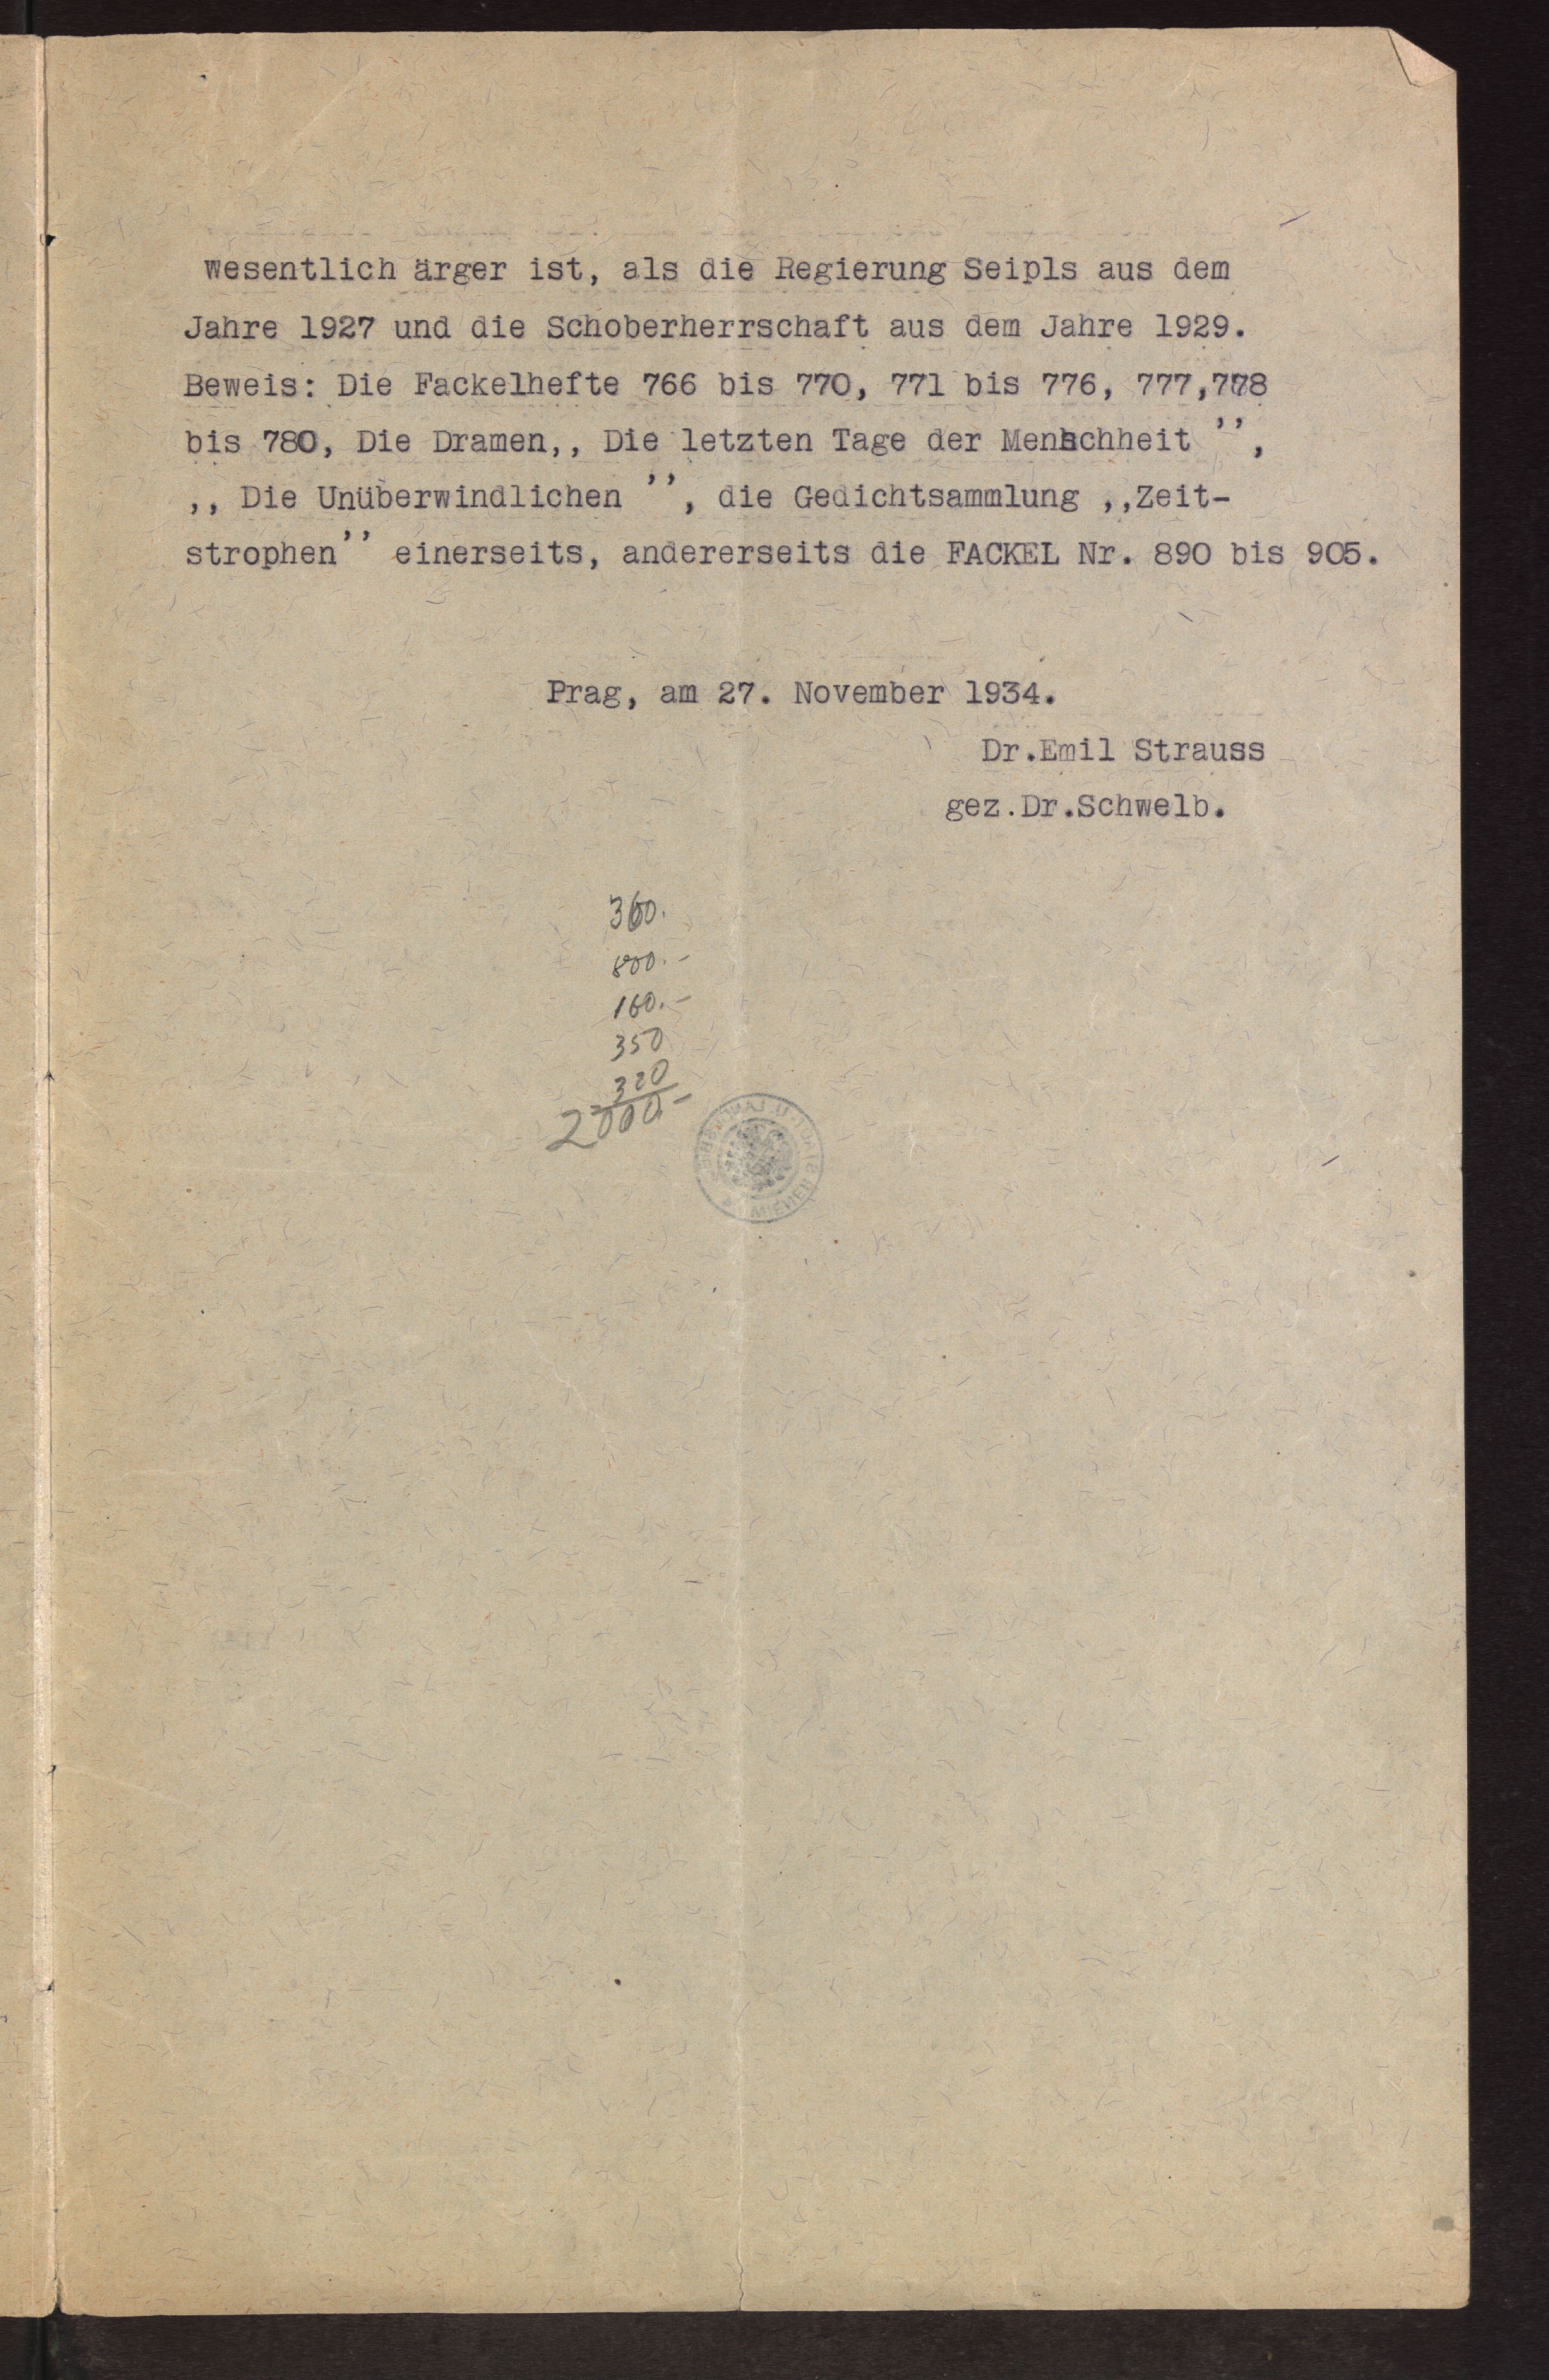 wesentlich ärger ist, als die Regierung Seipls aus dem
Jahre 1927 und die Schoberherrschaft aus dem Jahre 1929.
Beweis: Die Fackelhefte 766 bis 770, 771 bis 776, 777,778
bis 780, Die Dramen,, Die letzten Tage der Menschheit '',
,, Die Unüberwindlichen '', die Gedichtsammlung ,,Zeit-
strophen'' einerseits, andererseits die FACKEL Nr. 890 bis 905.
Prag, am 27. November 1934.
Dr.Emil Strauss
gez.Dr.Schwelb.
360.
800.-
160.-
350
320
2000.-